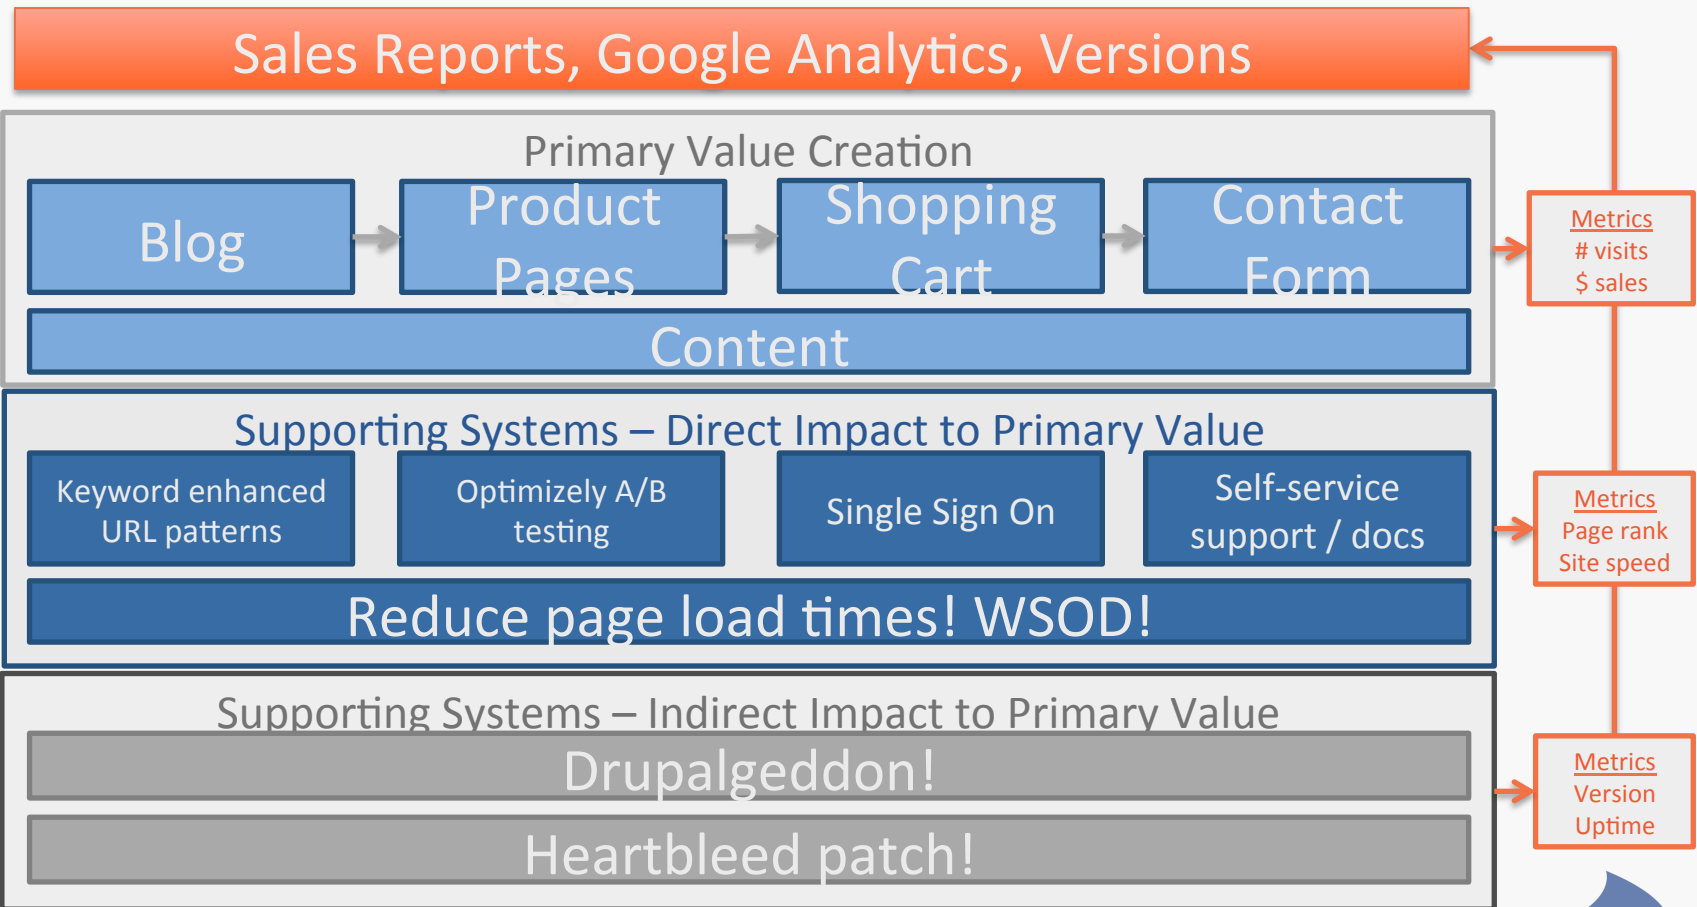 Sales Reports, Google Analytics, Versions
Primary Value Creation
Blog
Product
Pages
Shopping
Cart
Contact
Form
Content
Metrics
# visits
$ sales
Supporting Systems – Direct Impact to Primary Value
Keyword enhanced
URL patterns
Optimizely A/B
testing
Single Sign On
Self-service
support / docs
Reduce page load times! WSOD!
Metrics
Page rank
Site speed
Supporting Systems – Indirect Impact to Primary Value
Drupalgeddon!
Heartbleed patch!
Metrics
Version
Uptime